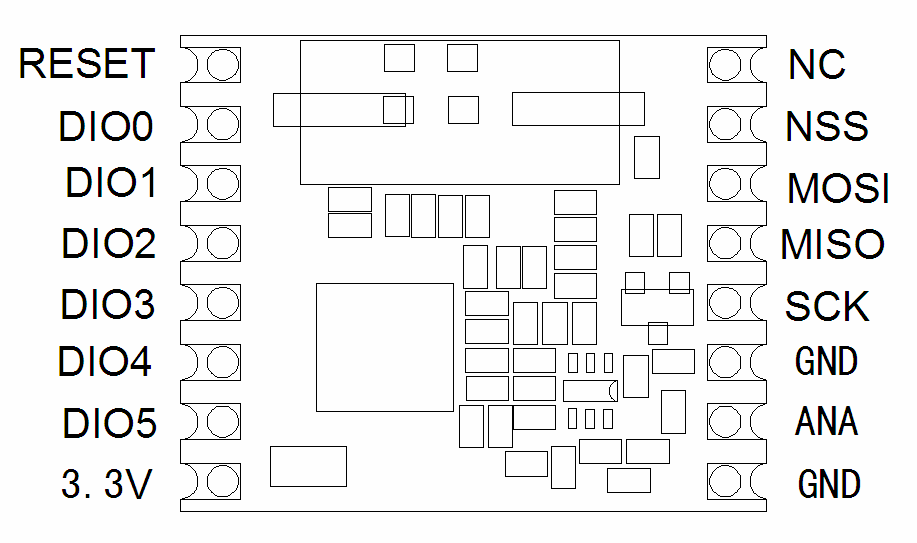 RESET
DIO0
DIO1
DIO2
DIO3
DIO4
DIO5
3.3V
NC
NSS
MOSI
MISO
SCK
GND
ANA
GND